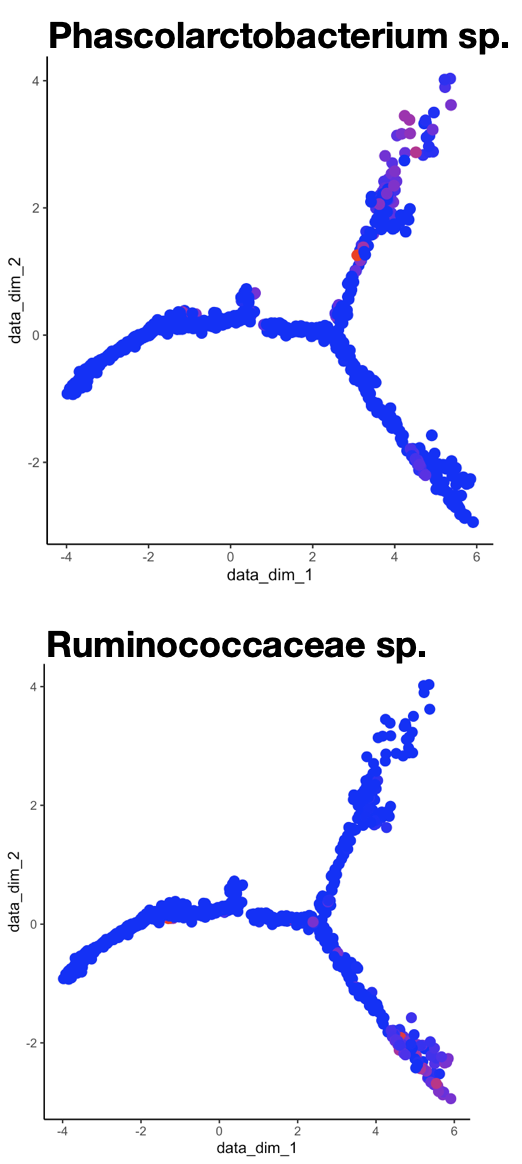 Phascolarctobacterium sp.
4
2
0
-2
data_dim_2
-4 -2 0 2 4 6
data_dim_1
Ruminococcaceae sp.
4
2
0
-2
data_dim_2
-4 -2 0 2 4 6
data_dim_1